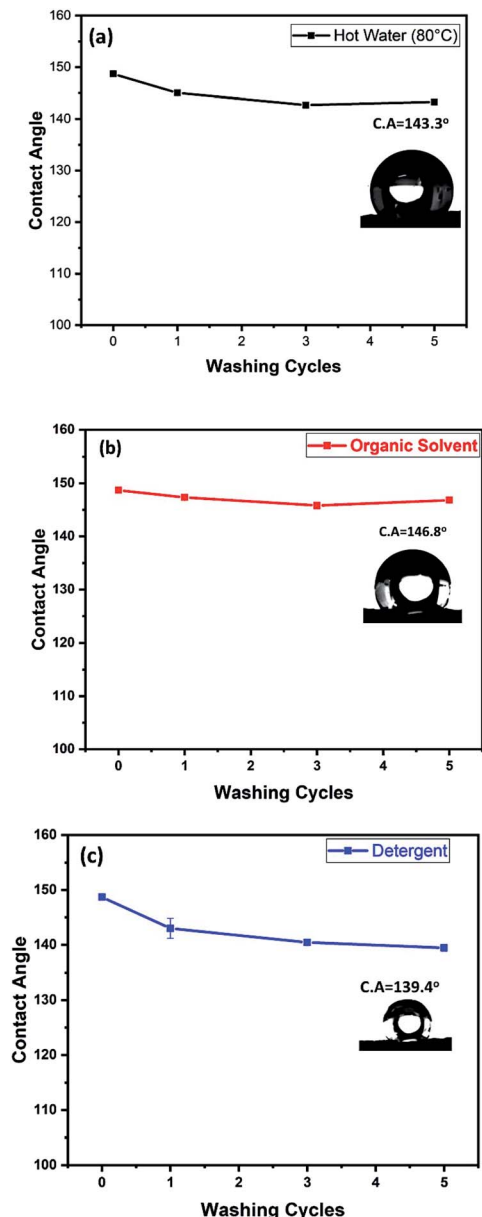 160
(a)
Hot Water (80°C)
150
140
C.A=143.3°
130
120
110
100
Contact Angle
0 1 2 3 4 5
Washing Cycles
160
(b)
Organic Solvent
150
140
C.A=146.8°
130
120
110
100
Contact Angle
0 1 2 3 4 5
Washing Cycles
160
(c)
Detergent
150
140
C.A=139.4°
130
120
110
100
Contact Angle
0 1 2 3 4 5
Washing Cycles